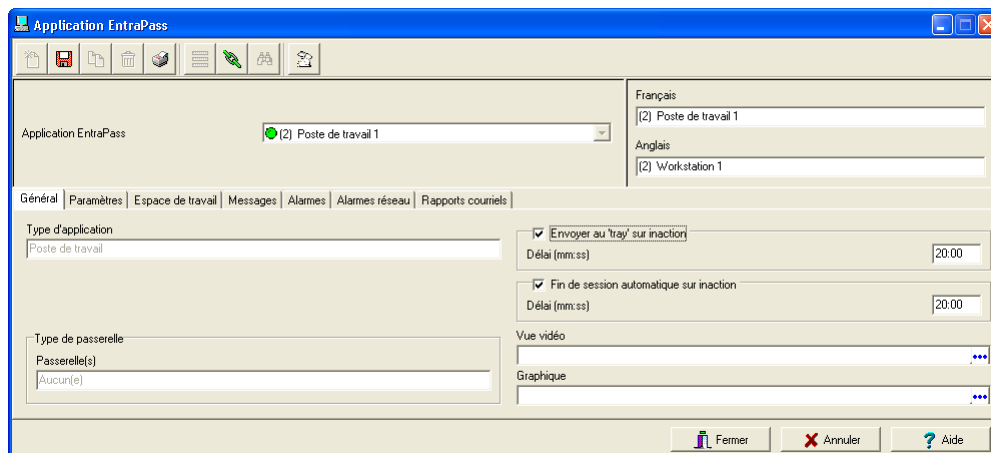 Application EntraPass
Français
(2) Poste de travail 1
Application EntraPass
(2) Poste de travail 1
Anglais
(2) Workstation 1
Général
Paramètres
Espace de travail
Messages
Alarmes
Alarmes réseau
Rapports courriels
Type d'application
Poste de travail
Envoyer au 'tray' sur inaction
Délai (mm:ss)
20:00
Fin de session automatique sur inaction
Délai (mm:ss)
20:00
Type de passerelle
Passerelle(s)
Aucun(e)
Vue vidéo
Graphique
Fermer
Annuler
Aide